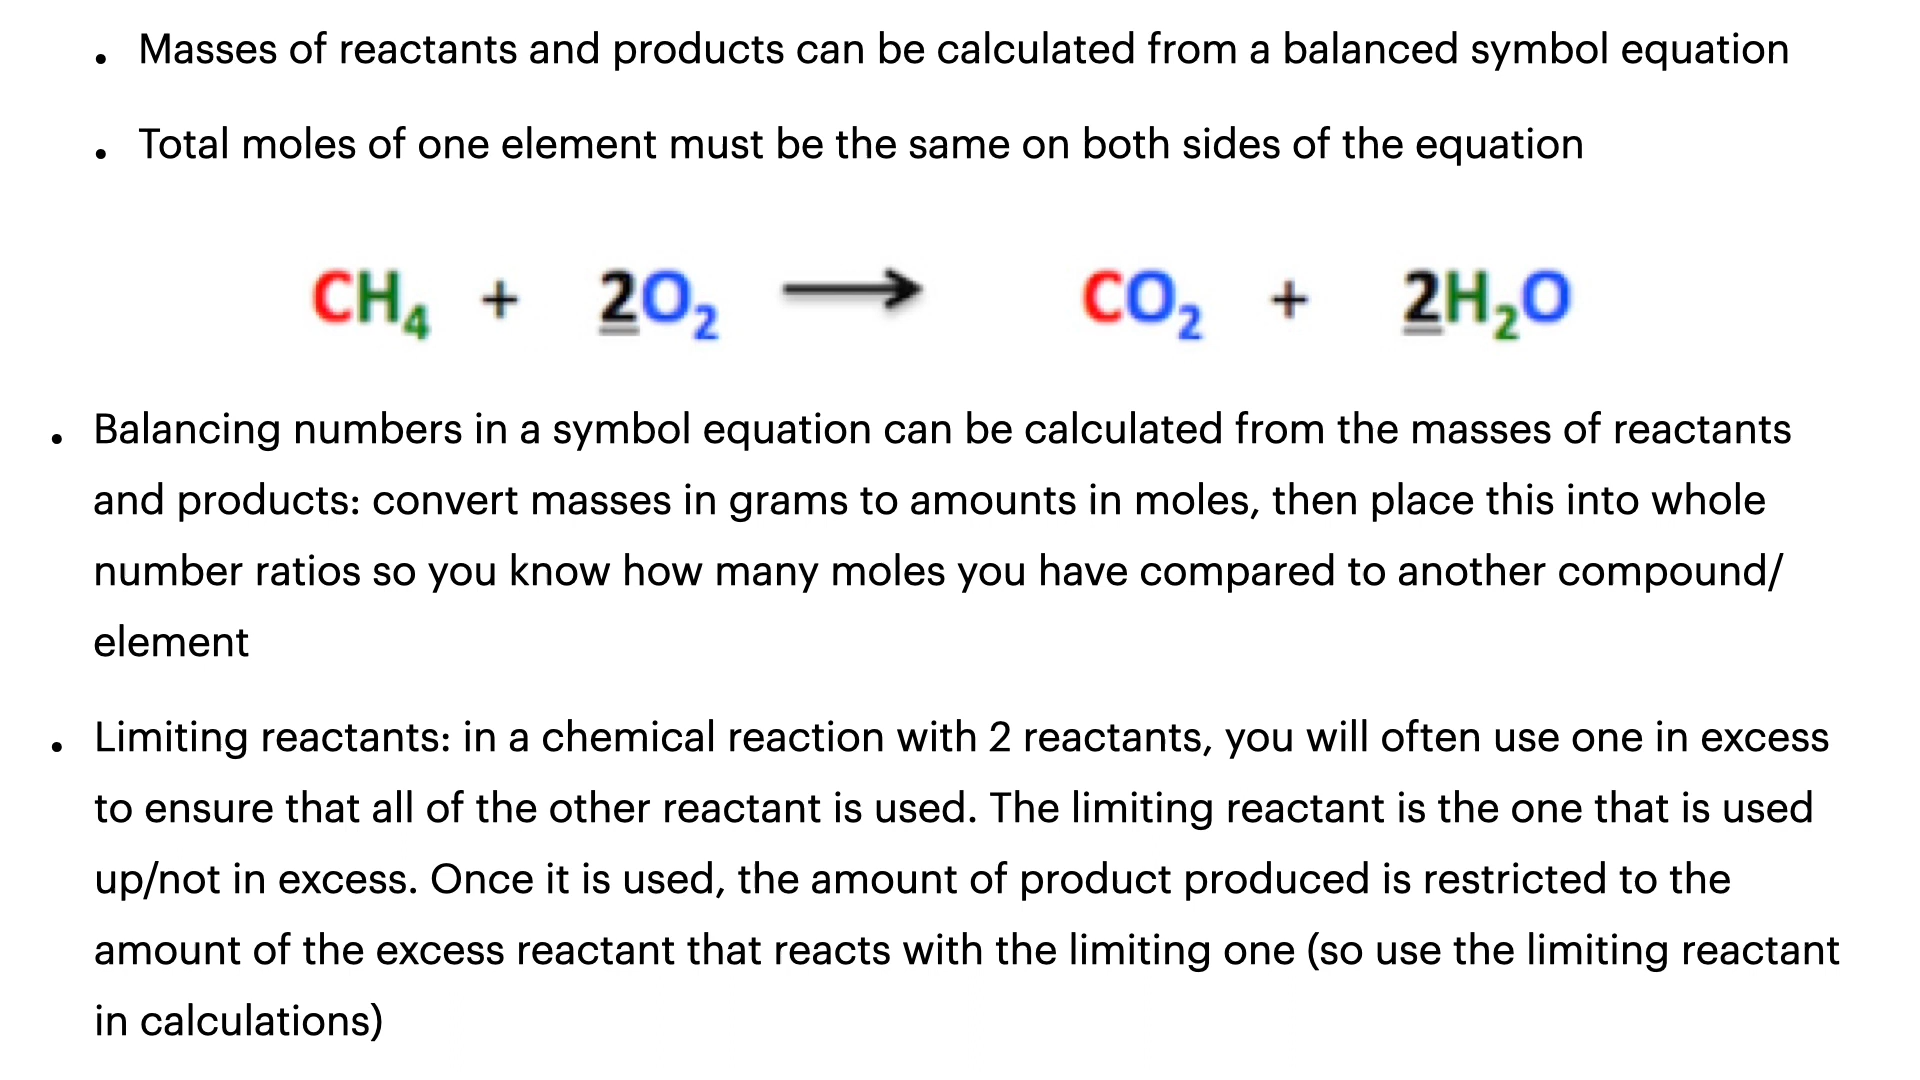 • Masses of reactants and products can be calculated from a balanced symbol equation
• Total moles of one element must be the same on both sides of the equation
CH₄ + 2O₂ → CO₂ + 2H₂O
• Balancing numbers in a symbol equation can be calculated from the masses of reactants
and products: convert masses in grams to amounts in moles, then place this into whole
number ratios so you know how many moles you have compared to another compound/
element
• Limiting reactants: in a chemical reaction with 2 reactants, you will often use one in excess
to ensure that all of the other reactant is used. The limiting reactant is the one that is used
up/not in excess. Once it is used, the amount of product produced is restricted to the
amount of the excess reactant that reacts with the limiting one (so use the limiting reactant
in calculations)